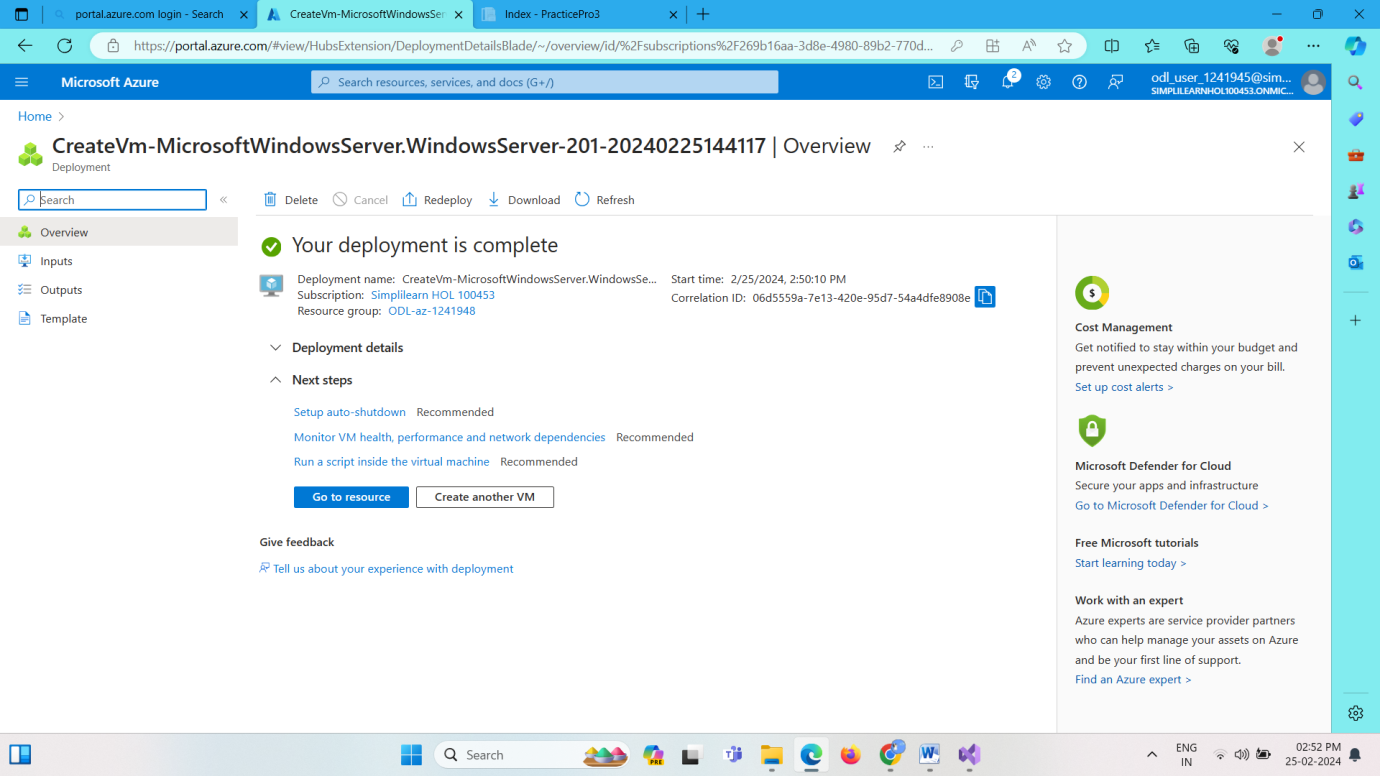 portal.azure.com login - Search
CreateVm-MicrosoftWindowsSer
Index - PracticePro3
https://portal.azure.com/#view/HubsExtension/DeploymentDetailsBlade/~/overview/id/%2Fsubscriptions%2F269b16aa-3d8e-4980-89b2-770d...
Microsoft Azure
Search resources, services, and docs (G+/)
2
odl_user_1241945@sim...
SIMPLILEARNHOL100453.ONMIC...
Home
CreateVm-MicrosoftWindowsServer.WindowsServer-201-20240225144117 | Overview
Deployment
Search
Delete
Cancel
Redeploy
Download
Refresh
Overview
Inputs
Outputs
Template
Your deployment is complete
Deployment name: CreateVm-MicrosoftWindowsServer.WindowsSe...
Subscription: Simplilearn HOL 100453
Resource group: ODL-az-1241948
Start time: 2/25/2024, 2:50:10 PM
Correlation ID: 06d5559a-7e13-420e-95d7-54a4dfe8908e
Deployment details
Next steps
Setup auto-shutdown Recommended
Monitor VM health, performance and network dependencies Recommended
Run a script inside the virtual machine Recommended
Go to resource
Create another VM
Give feedback
Tell us about your experience with deployment
Cost Management
Get notified to stay within your budget and
prevent unexpected charges on your bill.
Set up cost alerts >
Microsoft Defender for Cloud
Secure your apps and infrastructure
Go to Microsoft Defender for Cloud >
Free Microsoft tutorials
Start learning today >
Work with an expert
Azure experts are service provider partners
who can help manage your assets on Azure
and be your first line of support.
Find an Azure expert >
Search
PRE
ENG
IN
02:52 PM
25-02-2024